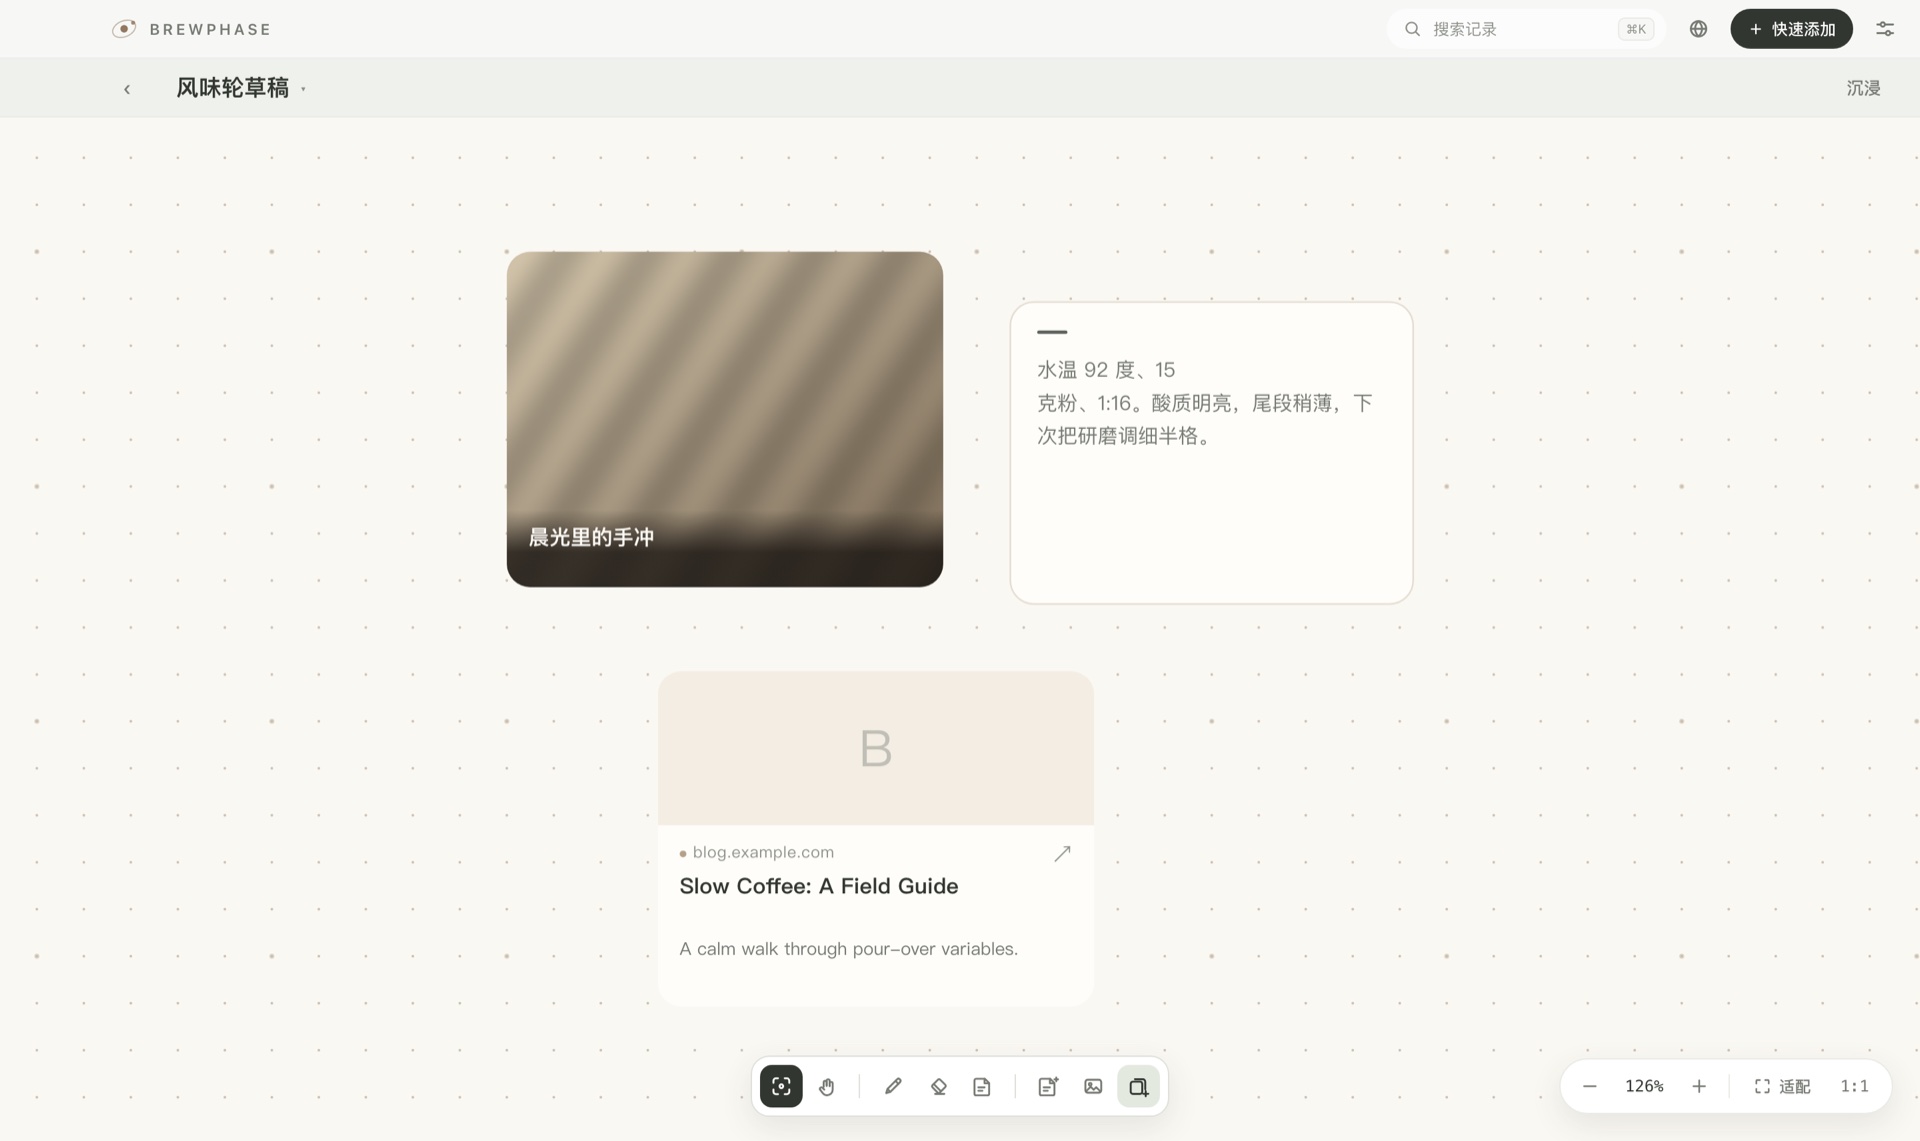 BREWPHASE
搜索记录
⌘K
+ 快速添加
风味轮草稿
沉浸
晨光里的手冲
水温 92 度、15
克粉、1:16。酸质明亮，尾段稍薄，下
次把研磨调细半格。
B
blog.example.com
Slow Coffee: A Field Guide
A calm walk through pour-over variables.
126%
适配
1:1